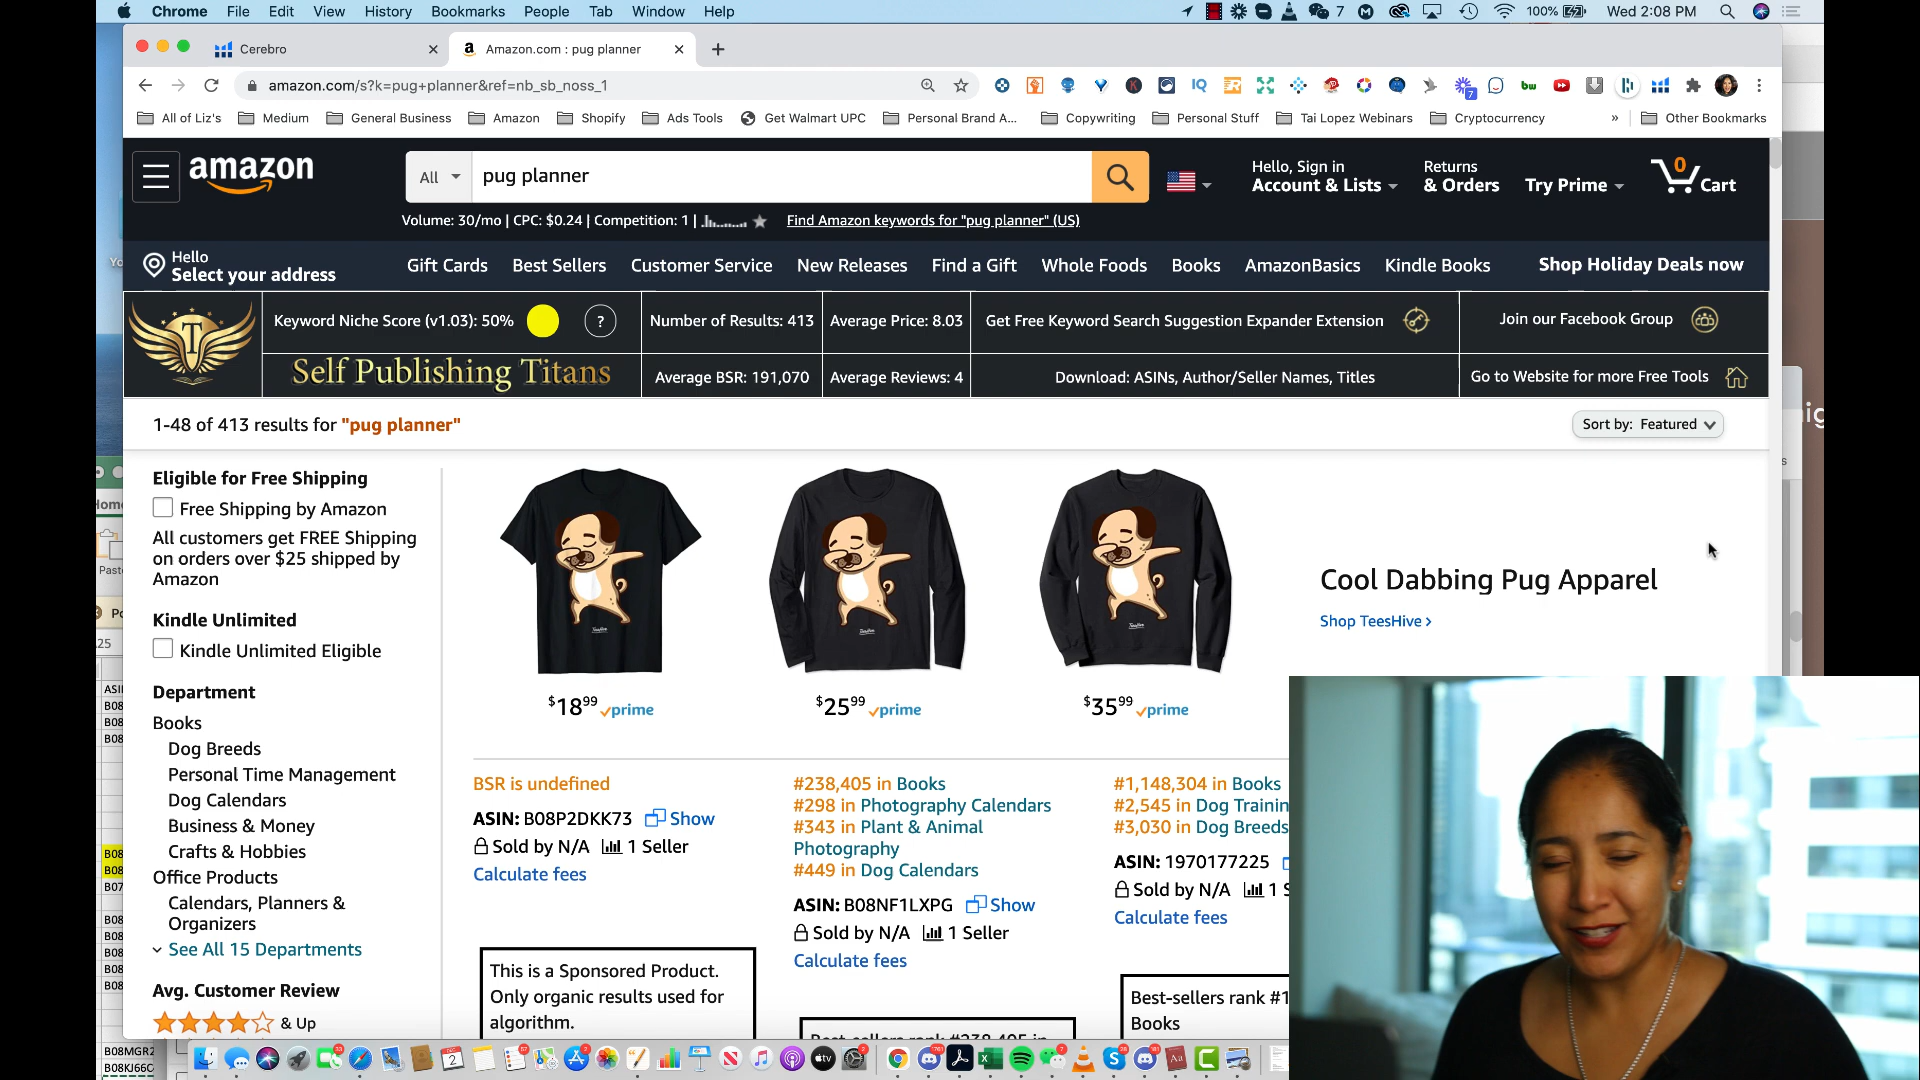 Chrome File Edit View History Bookmarks People Tab Window Help
7
100%
Wed 2:08 PM
Cerebro
Amazon.com : pug planner
amazon.com/s?k=pug+planner&ref=nb_sb_noss_1
IQ
bw
7
All of Liz's Medium General Business Amazon Shopify Ads Tools Get Walmart UPC Personal Brand A... Copywriting Personal Stuff Tai Lopez Webinars Cryptocurrency » Other Bookmarks
amazon
All
pug planner
Hello, Sign in
Account & Lists
Returns
& Orders
Try Prime
0
Cart
Volume: 30/mo | CPC: $0.24 | Competition: 1 |
Find Amazon keywords for "pug planner" (US)
Hello
Select your address
Gift Cards Best Sellers Customer Service New Releases Find a Gift Whole Foods Books AmazonBasics Kindle Books Shop Holiday Deals now
T
Keyword Niche Score (v1.03): 50%
?
Number of Results: 413
Average Price: 8.03
Get Free Keyword Search Suggestion Expander Extension
Join our Facebook Group
Self Publishing Titans
Average BSR: 191,070
Average Reviews: 4
Download: ASINs, Author/Seller Names, Titles
Go to Website for more Free Tools
1-48 of 413 results for "pug planner"
Sort by: Featured
Eligible for Free Shipping
Free Shipping by Amazon
All customers get FREE Shipping
on orders over $25 shipped by
Amazon
Kindle Unlimited
Kindle Unlimited Eligible
Department
Books
Dog Breeds
Personal Time Management
Dog Calendars
Business & Money
Crafts & Hobbies
Office Products
Calendars, Planners &
Organizers
See All 15 Departments
Avg. Customer Review
& Up
$18.99 prime
$25.99 prime
$35.99 prime
Cool Dabbing Pug Apparel
Shop TeesHive ›
BSR is undefined
ASIN: B08P2DKK73 Show
Sold by N/A 1 Seller
Calculate fees
This is a Sponsored Product.
Only organic results used for
algorithm.
#238,405 in Books
#298 in Photography Calendars
#343 in Plant & Animal
Photography
#449 in Dog Calendars
ASIN: B08NF1LXPG Show
Sold by N/A 1 Seller
Calculate fees
Best-sellers rank #238,405 in
#1,148,304 in Books
#2,545 in Dog Trainin
#3,030 in Dog Breeds
ASIN: 1970177225
Sold by N/A 1 S
Calculate fees
Best-sellers rank #1
Books
Past
ASI
B08
B08
B08
B08
B08
B07
B08
B08
B08
B08
B08
B08MGR2
B08KJ66C